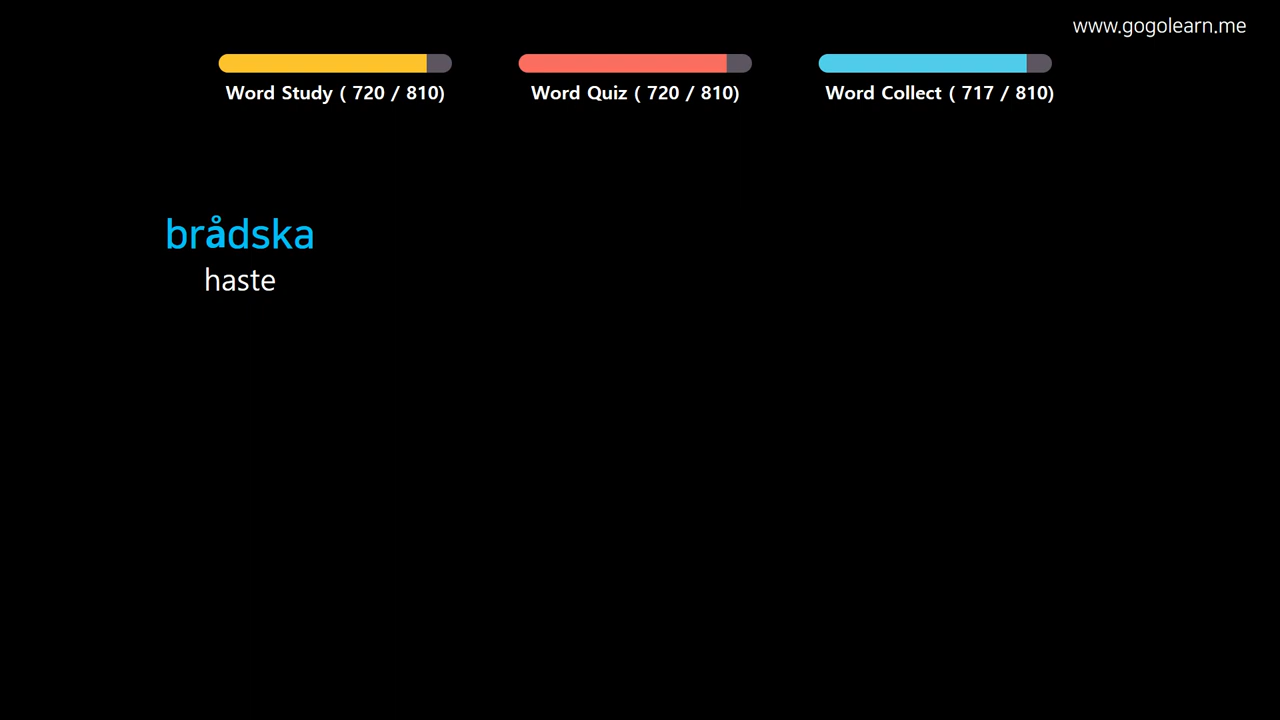 www.gogolearn.me
Word Study ( 720 / 810)
Word Quiz ( 720 / 810)
Word Collect ( 717 / 810)
brådska
haste